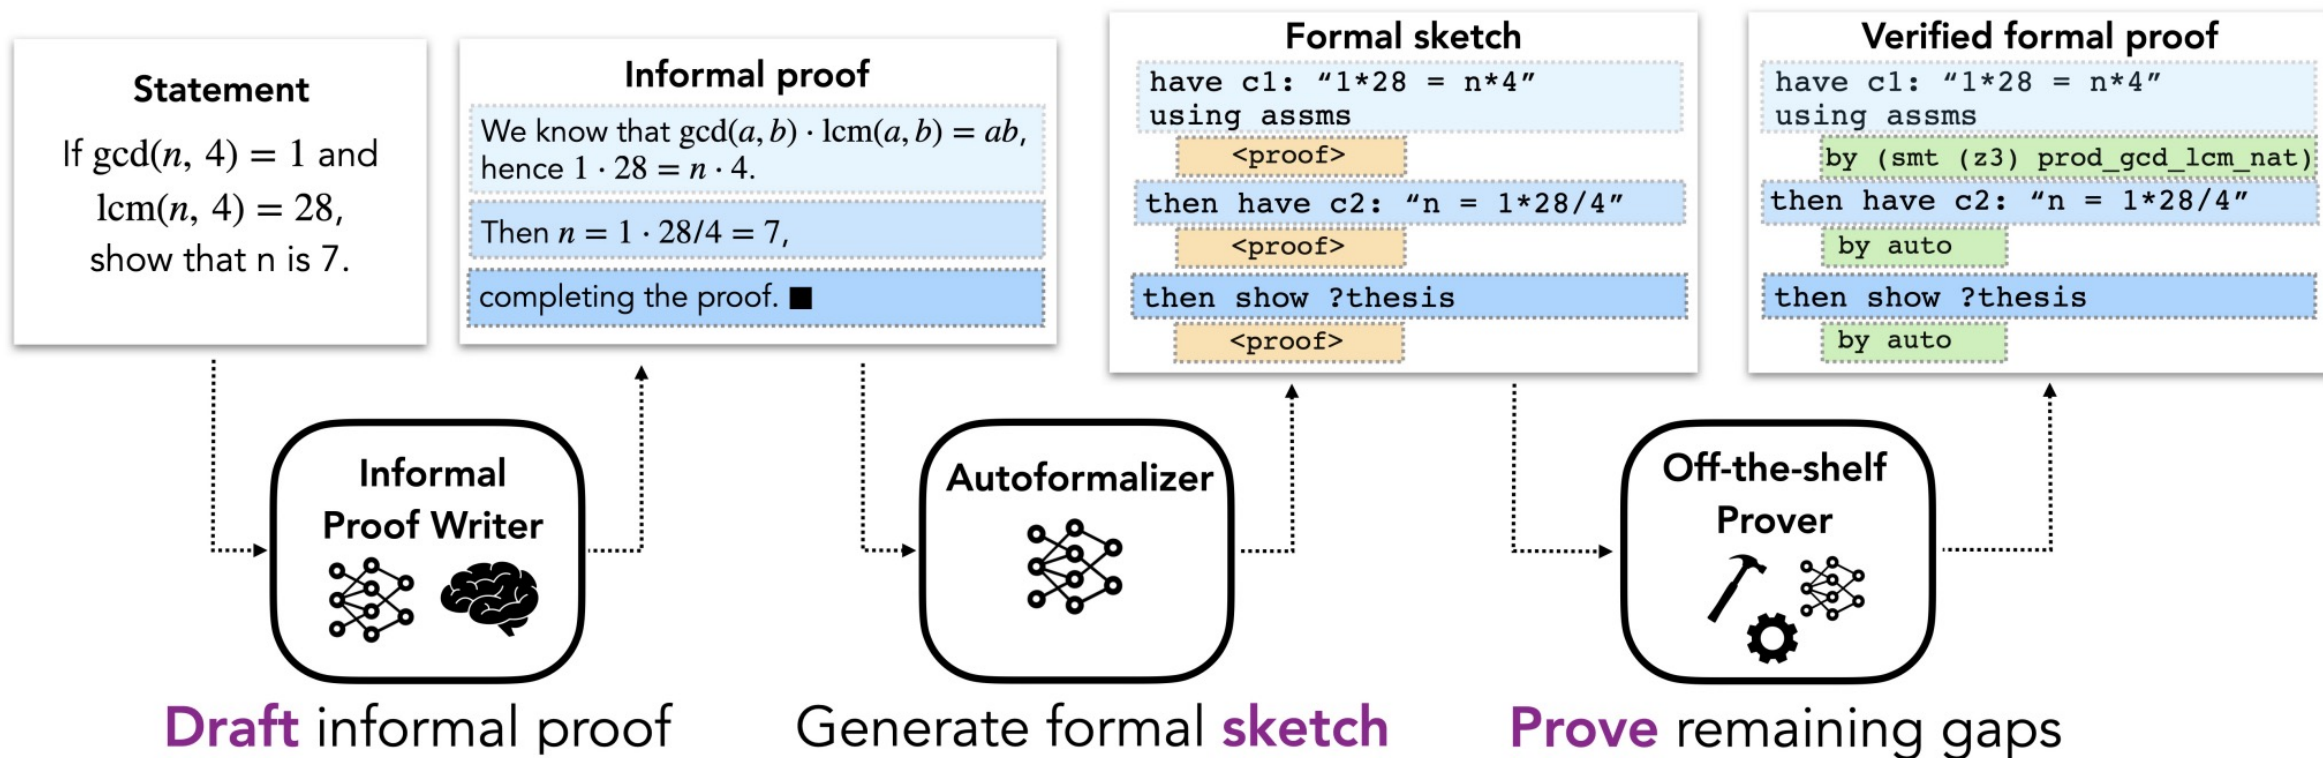 Statement
If gcd(n, 4) = 1 and
lcm(n, 4) = 28,
show that n is 7.
Informal proof
We know that gcd(a, b) · lcm(a, b) = ab,
hence 1 · 28 = n · 4.
Then n = 1 · 28/4 = 7,
completing the proof. ■
Formal sketch
have c1: “1*28 = n*4”
using assms
<proof>
then have c2: “n = 1*28/4”
<proof>
then show ?thesis
<proof>
Verified formal proof
have c1: “1*28 = n*4”
using assms
by (smt (z3) prod_gcd_lcm_nat)
then have c2: “n = 1*28/4”
by auto
then show ?thesis
by auto
Informal
Proof Writer
Autoformalizer
Off-the-shelf
Prover
Draft informal proof
Generate formal sketch
Prove remaining gaps